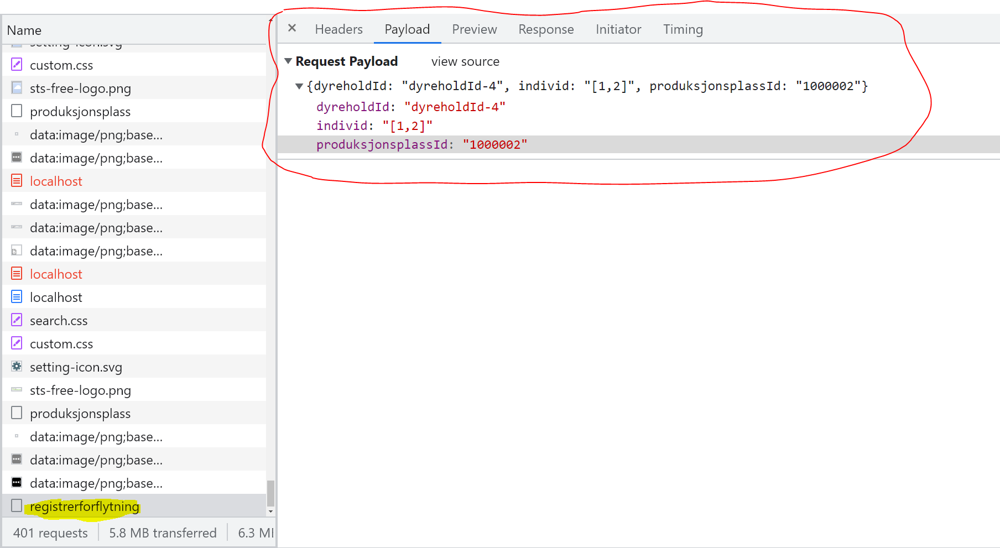 Name
setting-icon.svg
custom.css
sts-free-logo.png
produksjonsplass
data:image/png;base...
data:image/png;base...
localhost
data:image/png;base...
data:image/png;base...
data:image/png;base...
localhost
localhost
search.css
custom.css
setting-icon.svg
sts-free-logo.png
produksjonsplass
data:image/png;base...
data:image/png;base...
data:image/png;base...
registrerforflytning
401 requests 5.8 MB transferred 6.3 MI
× Headers Payload Preview Response Initiator Timing
Request Payload view source
{dyreholdId: "dyreholdId-4", individ: "[1,2]", produksjonsplassId: "1000002"}
dyreholdId: "dyreholdId-4"
individ: "[1,2]"
produksjonsplassId: "1000002"